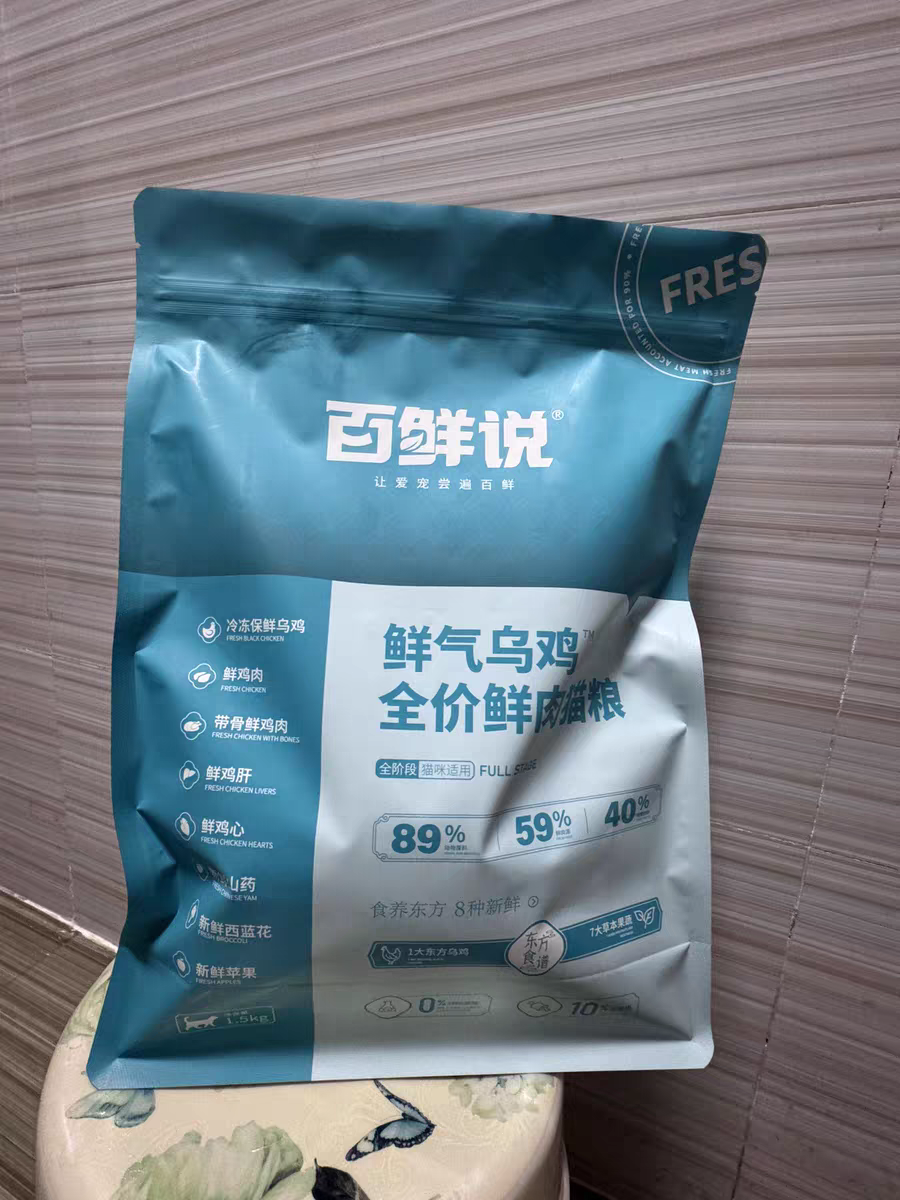 FRES
FRESH MEAT ACCOUNTED FOR 90%
FRE
百鲜说®
让爱宠尝遍百鲜
冷冻保鲜乌鸡
FRESH BLACK CHICKEN
鲜鸡肉
FRESH CHICKEN
带骨鲜鸡肉
FRESH CHICKEN WITH BONES
鲜鸡肝
FRESH CHICKEN LIVERS
鲜鸡心
FRESH CHICKEN HEARTS
山药
新鲜西蓝花
FRESH BROCCOLI
新鲜苹果
FRESH APPLES
1.5kg
鲜气乌鸡™
全价鲜肉猫粮
全阶段 猫咪适用 FULL STAGE
89% 59% 40%
食养东方 8种新鲜
1大东方乌鸡
东方
食谱
7大草本果蔬
0%
10%